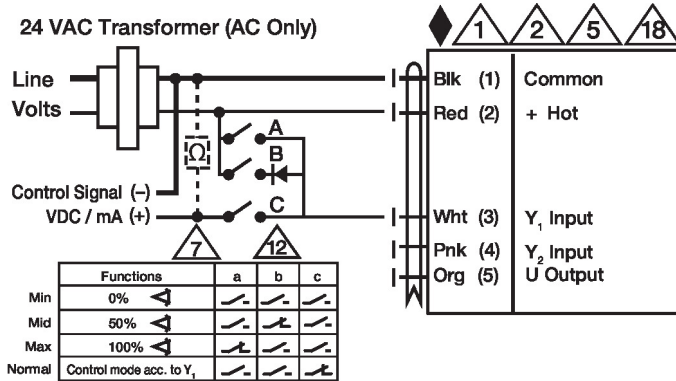 24 VAC Transformer (AC Only)
1 2 5 18
Line
Volts
Blk (1) Common
Red (2) + Hot
A
B
C
Ω
Control Signal (–)
VDC / mA (+)
Wht (3) Y₁ Input
Pnk (4) Y₂ Input
Org (5) U Output
7 12
Functions a b c
Min 0%
Mid 50%
Max 100%
Normal Control mode acc. to Y₁